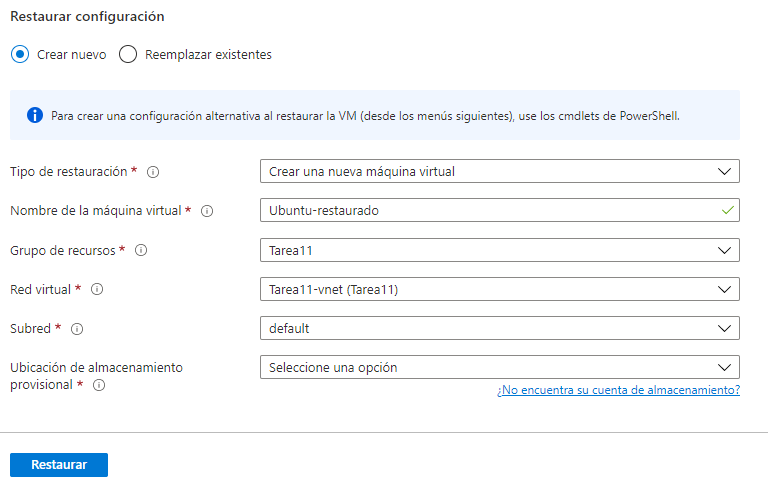 Restaurar configuración
Crear nuevo Reemplazar existentes
Para crear una configuración alternativa al restaurar la VM (desde los menús siguientes), use los cmdlets de PowerShell.
Tipo de restauración * Crear una nueva máquina virtual
Nombre de la máquina virtual * Ubuntu-restaurado
Grupo de recursos * Tarea11
Red virtual * Tarea11-vnet (Tarea11)
Subred * default
Ubicación de almacenamiento Seleccione una opción
provisional *
¿No encuentra su cuenta de almacenamiento?
Restaurar